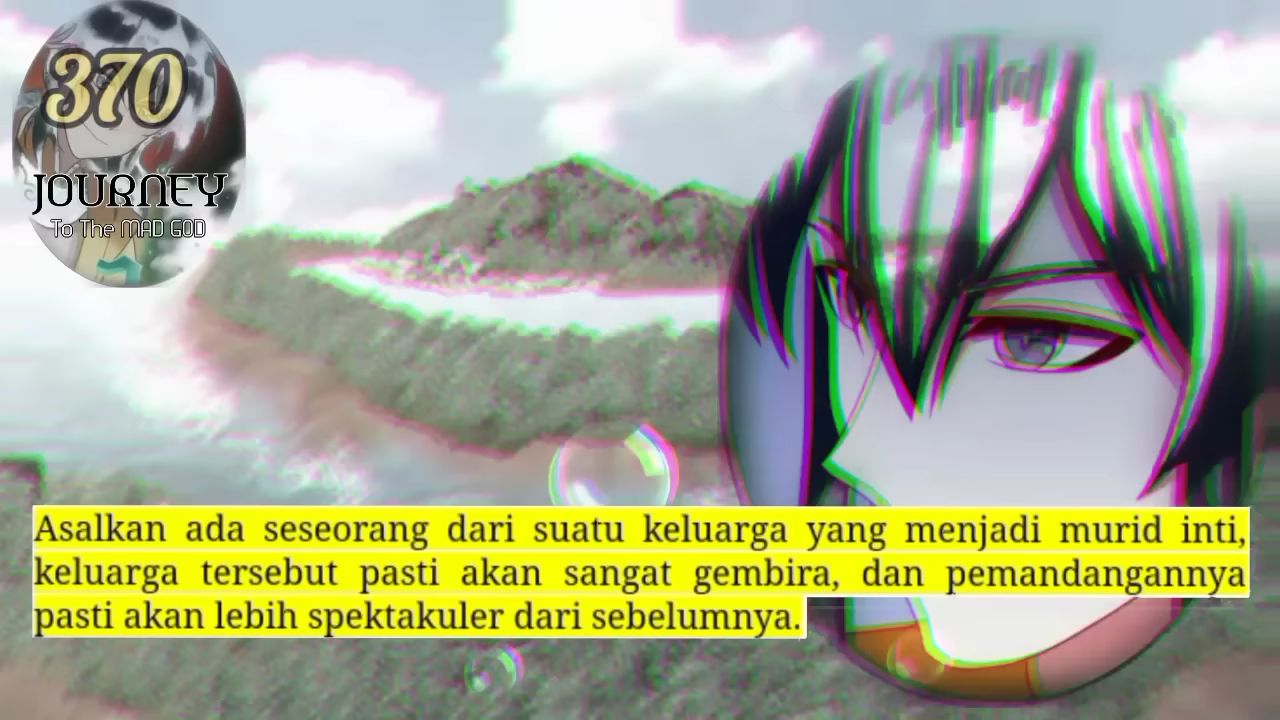 370
JOURNEY
To The MAD GOD
Asalkan ada seseorang dari suatu keluarga yang menjadi murid inti,
keluarga tersebut pasti akan sangat gembira, dan pemandangannya
pasti akan lebih spektakuler dari sebelumnya.